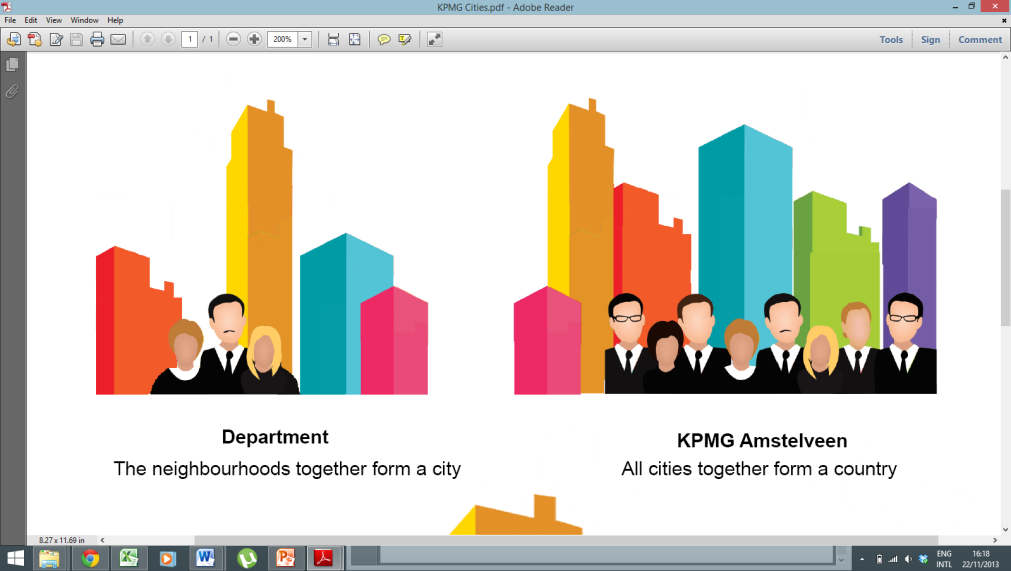 KPMG Cities.pdf - Adobe Reader
File Edit View Window Help
1 / 1 200% Tools Sign Comment
Department
The neighbourhoods together form a city
KPMG Amstelveen
All cities together form a country
8.27 x 11.69 in
ENG 16:18
INTL 22/11/2013